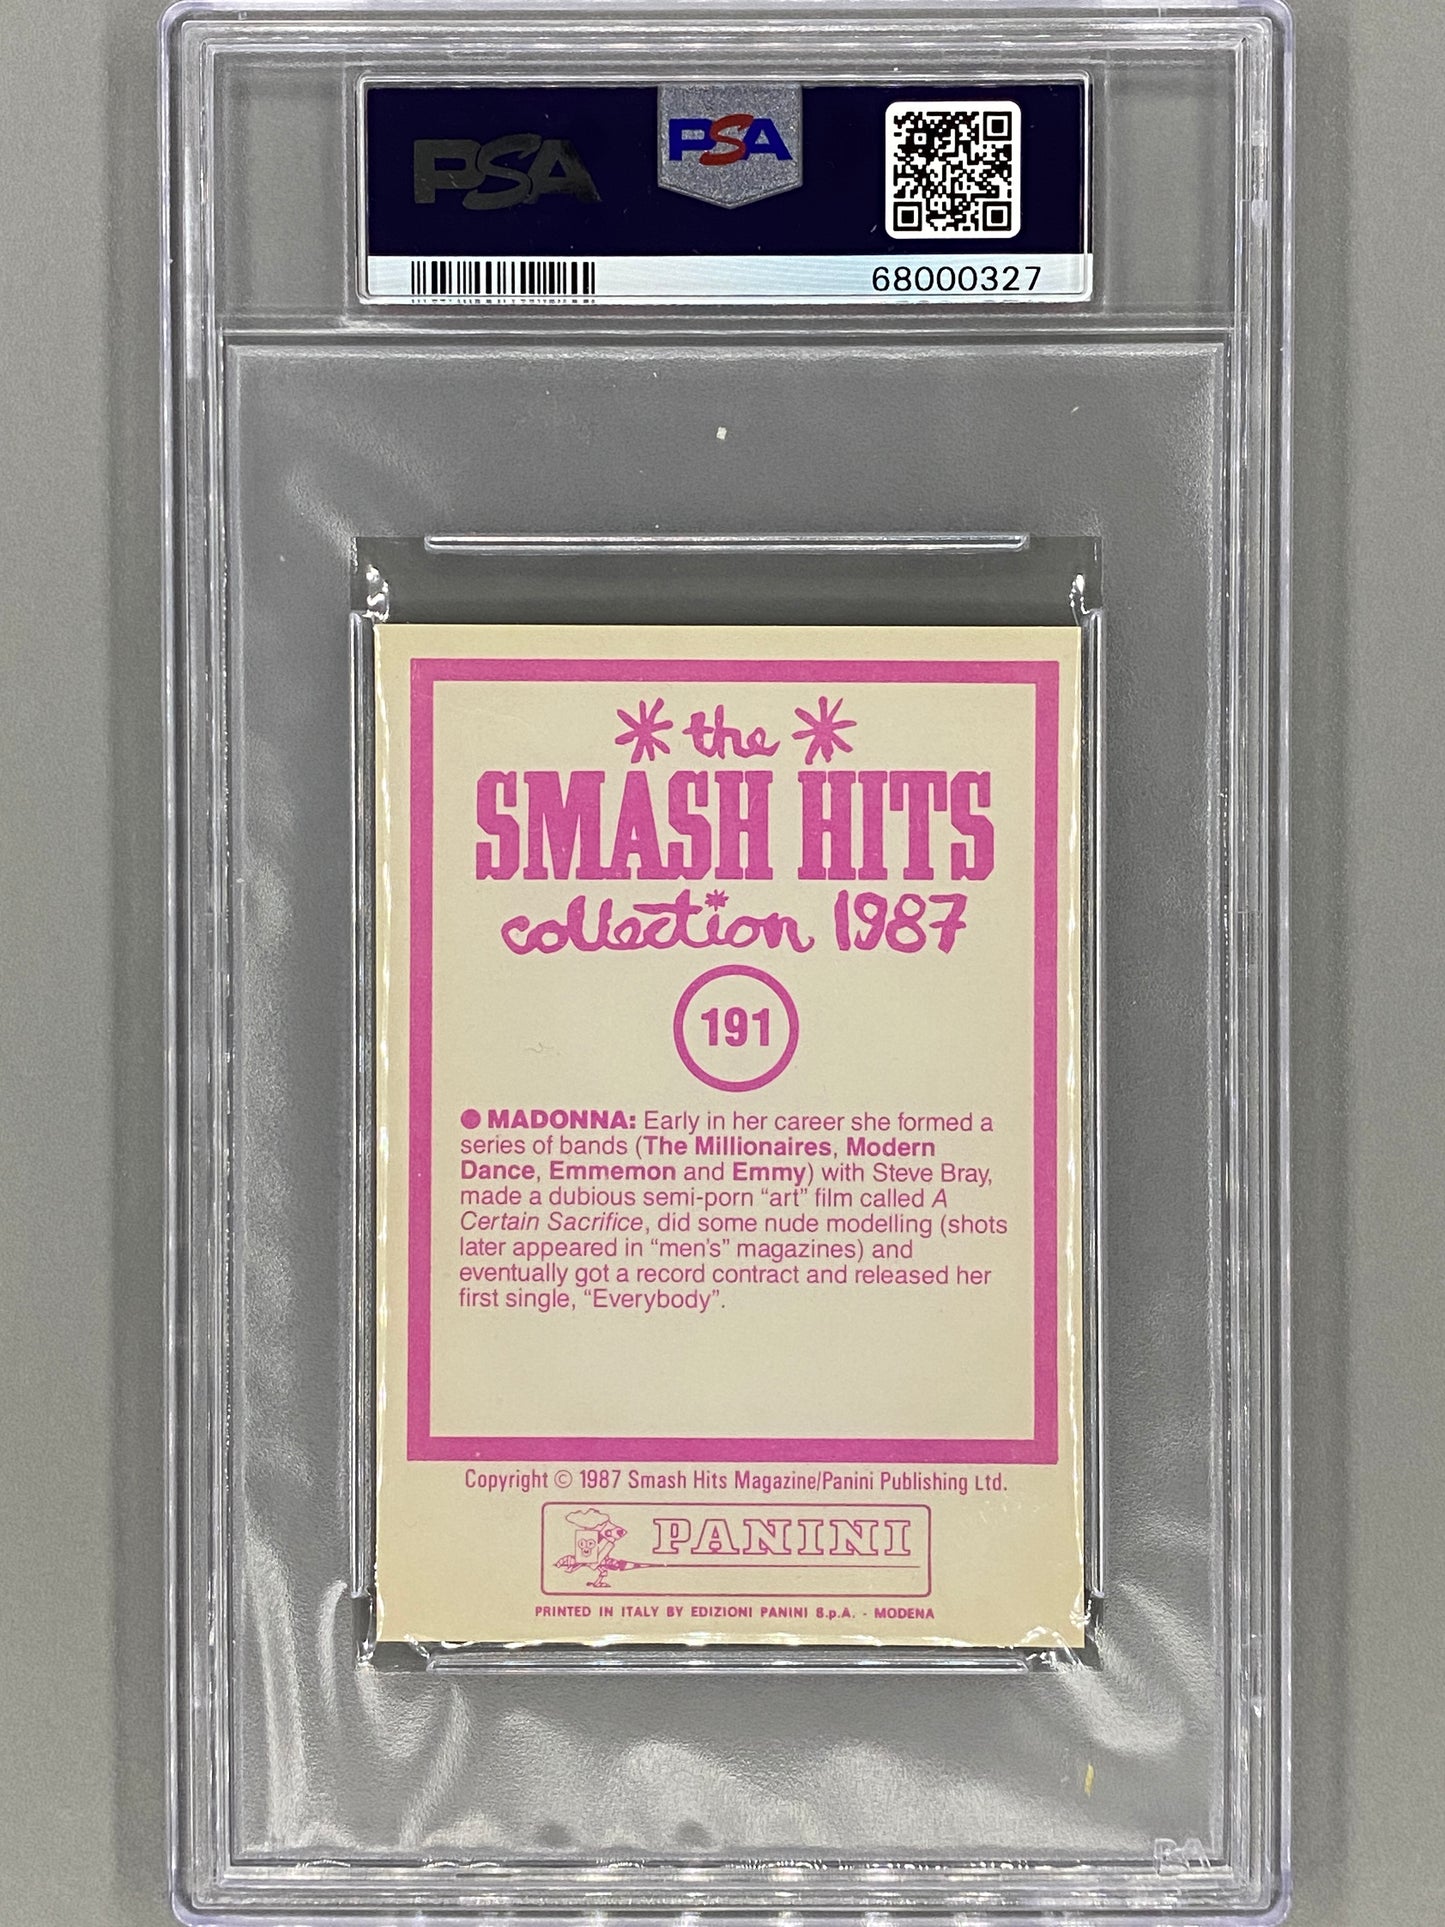 PSA
PSA
68000327
the
SMASH HITS
collection 1987
191
● MADONNA: Early in her career she formed a
series of bands (The Millionaires, Modern
Dance, Emmemon and Emmy) with Steve Bray,
made a dubious semi-porn “art” film called A
Certain Sacrifice, did some nude modelling (shots
later appeared in “men's” magazines) and
eventually got a record contract and released her
first single, “Everybody”.
Copyright © 1987 Smash Hits Magazine/Panini Publishing Ltd.
PANINI
PRINTED IN ITALY BY EDIZIONI PANINI S.p.A. - MODENA